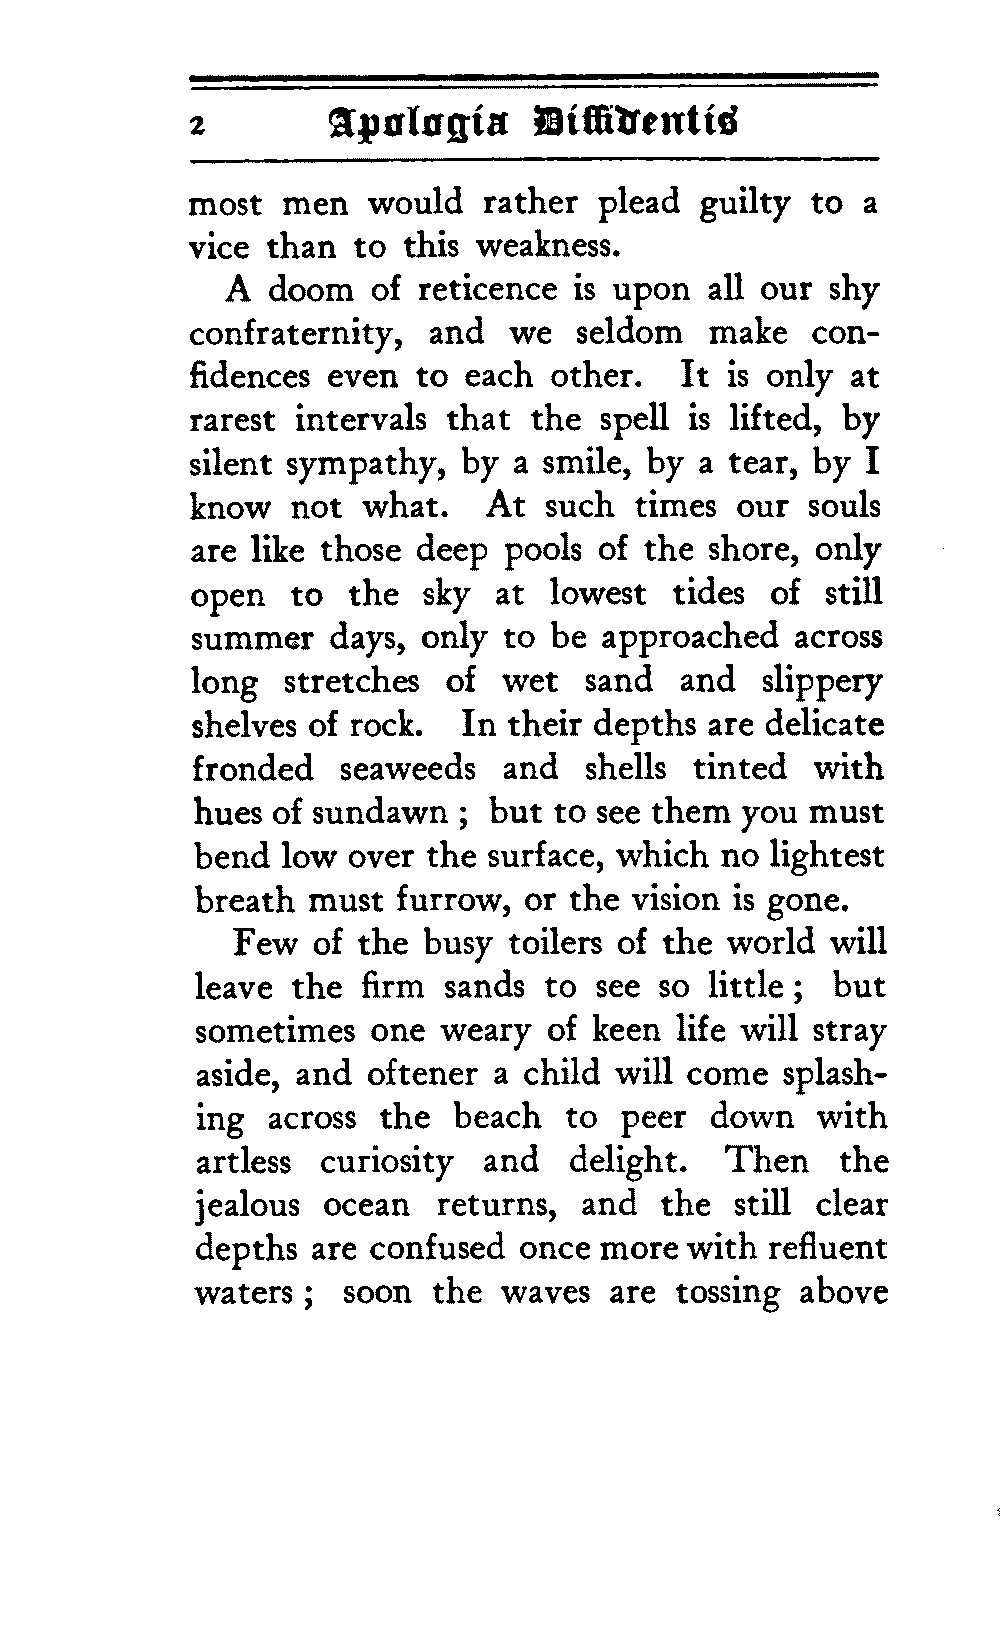 2 Apologia Diffidentis
most men would rather plead guilty to a
vice than to this weakness.
A doom of reticence is upon all our shy
confraternity, and we seldom make con-
fidences even to each other. It is only at
rarest intervals that the spell is lifted, by
silent sympathy, by a smile, by a tear, by I
know not what. At such times our souls
are like those deep pools of the shore, only
open to the sky at lowest tides of still
summer days, only to be approached across
long stretches of wet sand and slippery
shelves of rock. In their depths are delicate
fronded seaweeds and shells tinted with
hues of sundawn ; but to see them you must
bend low over the surface, which no lightest
breath must furrow, or the vision is gone.
Few of the busy toilers of the world will
leave the firm sands to see so little ; but
sometimes one weary of keen life will stray
aside, and oftener a child will come splash-
ing across the beach to peer down with
artless curiosity and delight. Then the
jealous ocean returns, and the still clear
depths are confused once more with refluent
waters ; soon the waves are tossing above